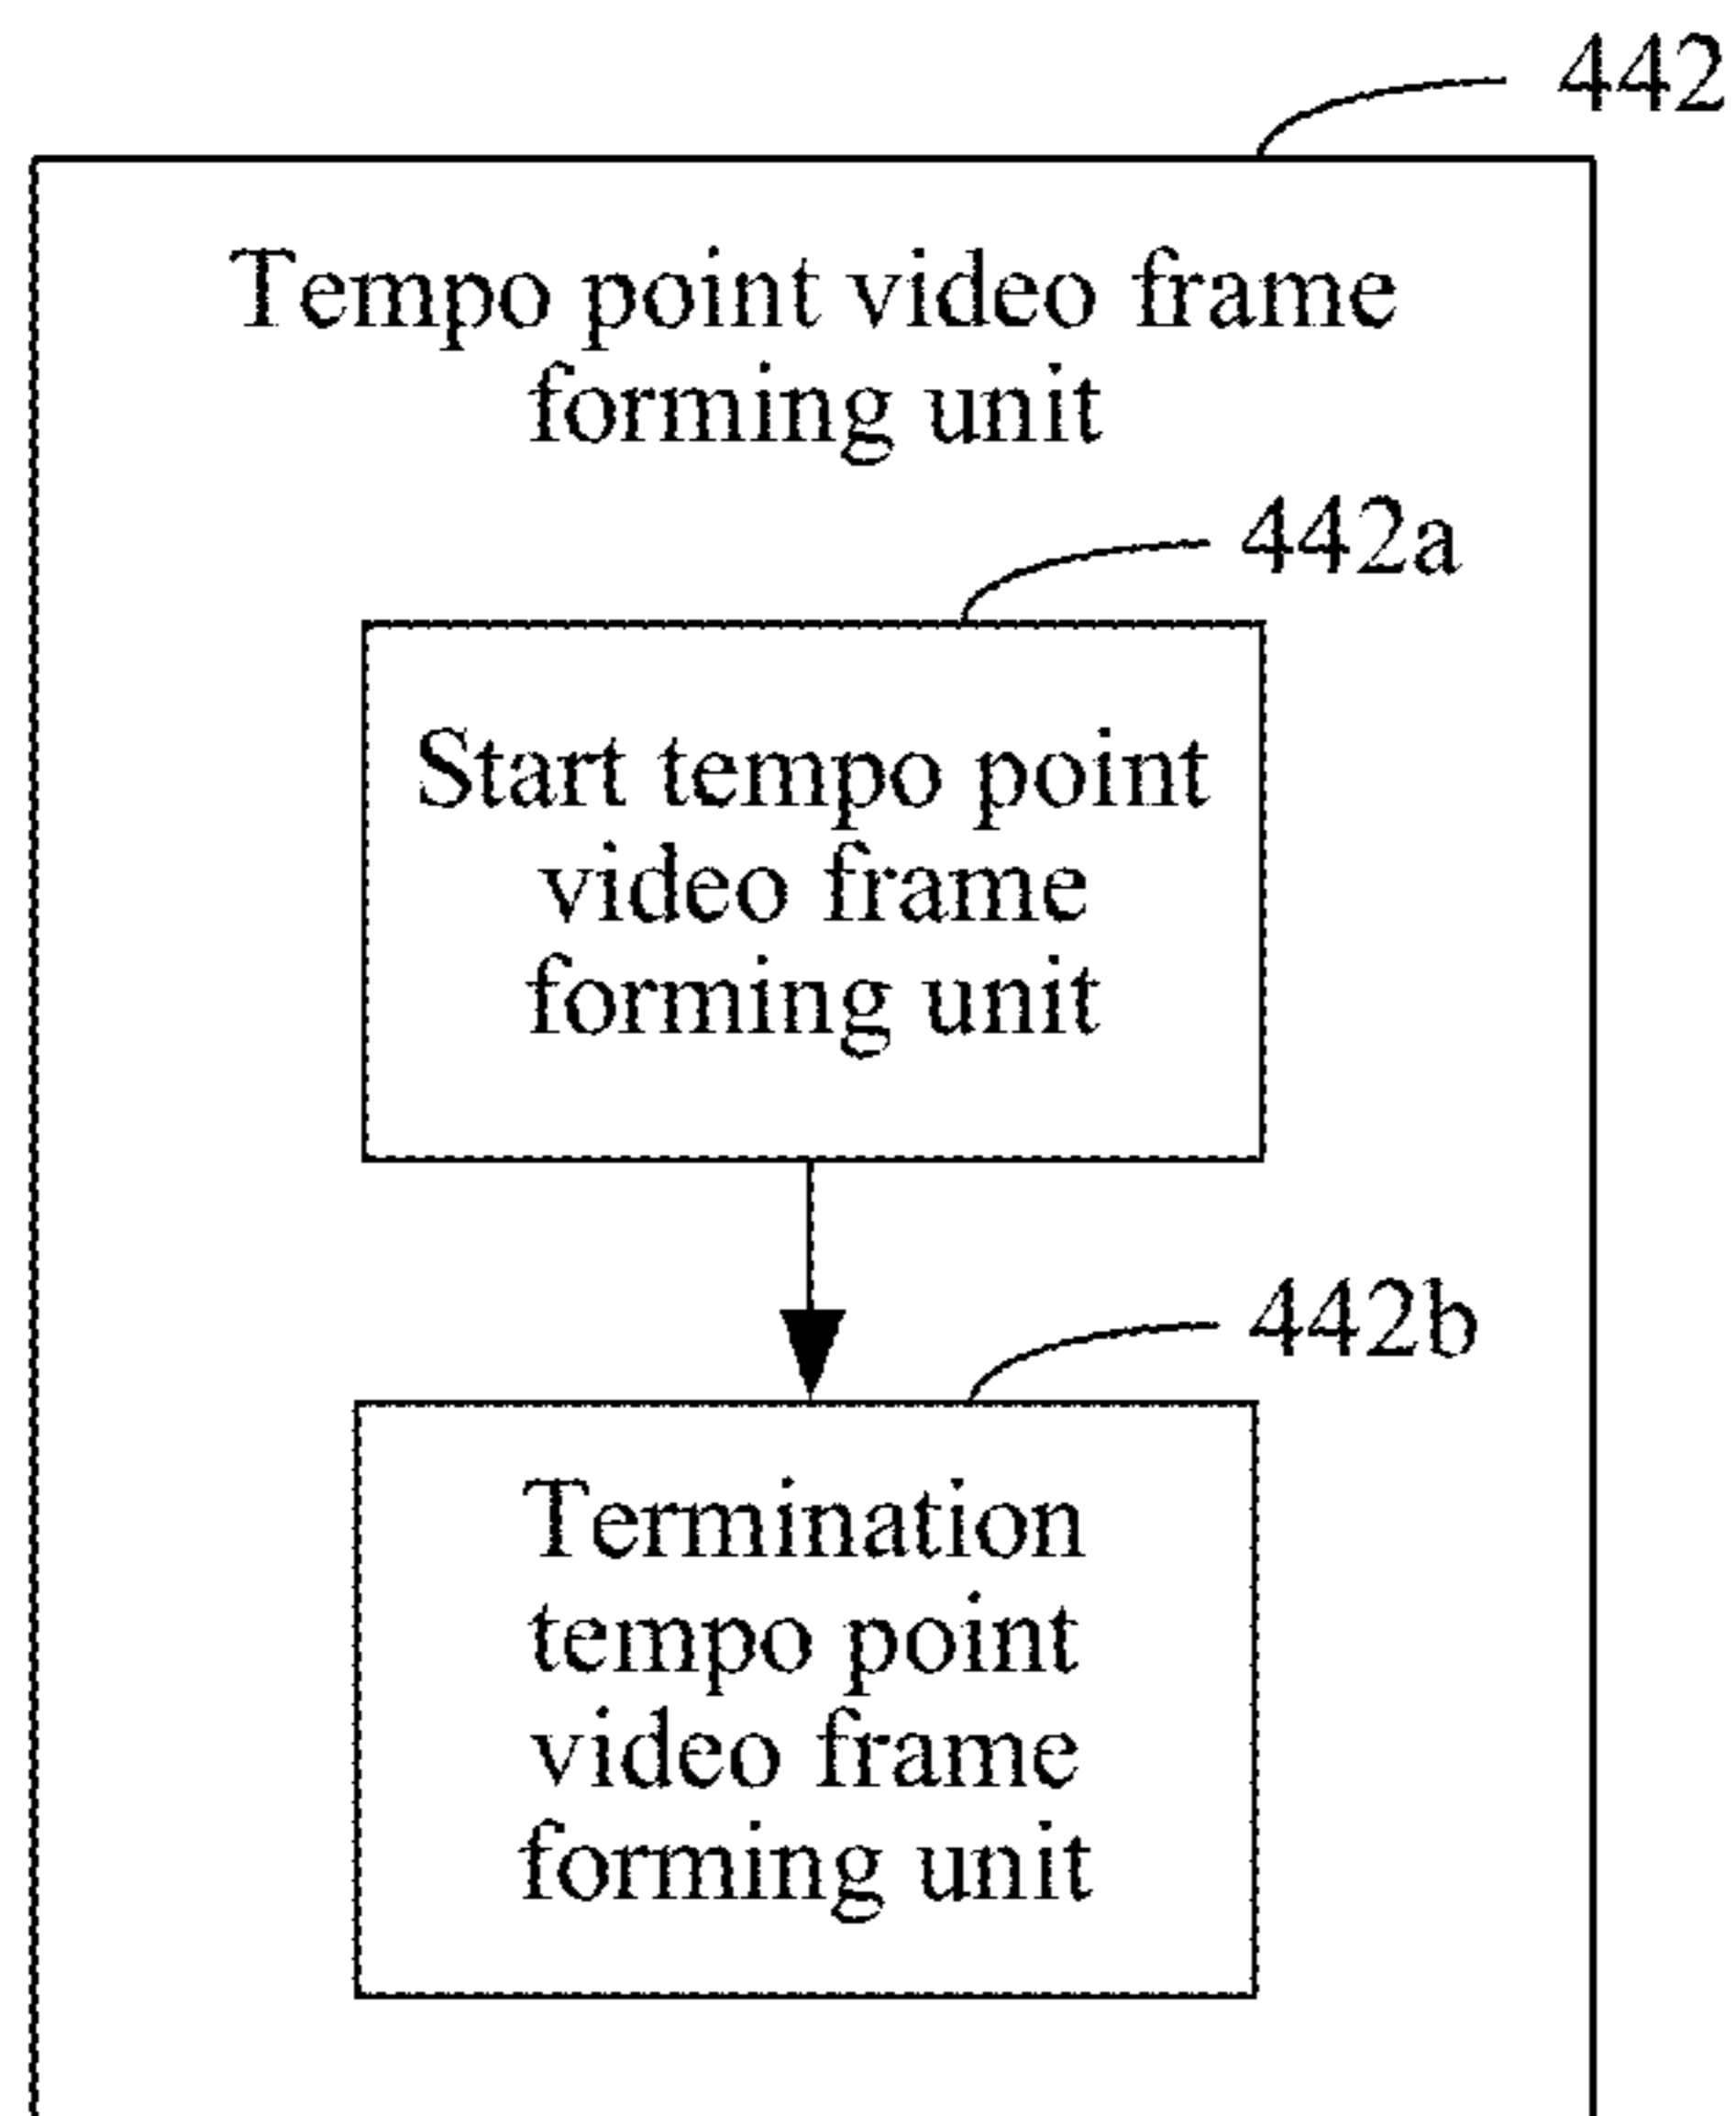 442
Tempo point video frame
forming unit
442a
Start tempo point
video frame
forming unit
442b
Termination
tempo point
video frame
forming unit